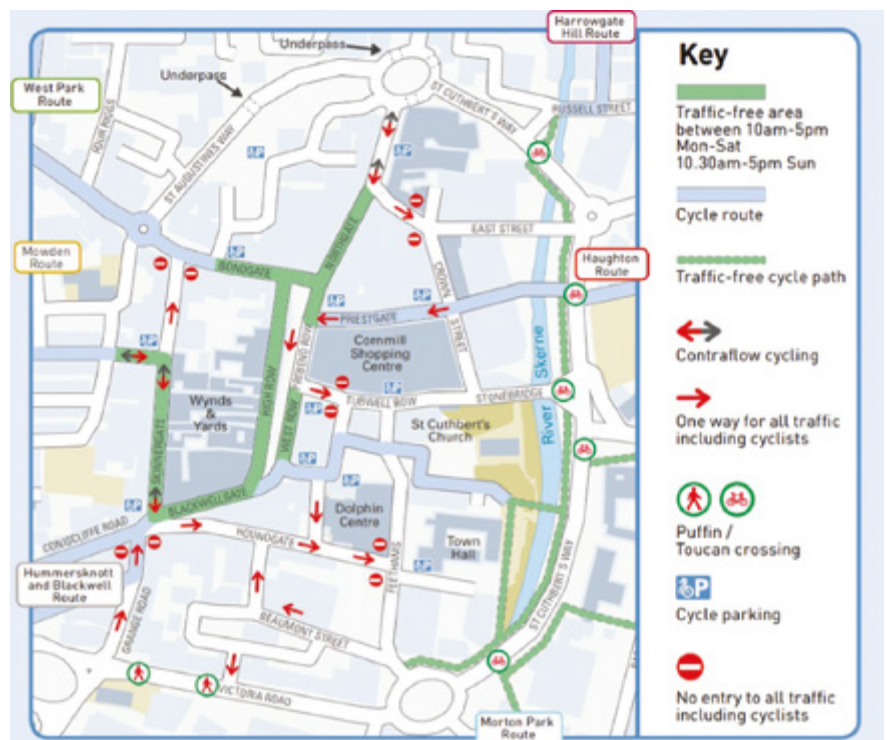 Harrowgate
Hill Route
Underpass
Underpass
West Park
Route
FOUR RIGGS
ST AUGUSTINES WAY
ST CUTHBERT'S WAY
RUSSELL STREET
P
P
EAST STREET
Mowden
Route
P
BONDGATE
NORTHGATE
CROWN
STREET
Haughton
Route
P
PRIESTGATE
P
P
Cornmill
Shopping
Centre
HIGH ROW
WEST ROW
P
TUBWELL ROW
STONEBRIDGE
P
Wynds
&
Yards
SKINNERGATE
St Cuthbert's
Church
River Skerne
P
P
BLACKWELLGATE
P
CONISCLIFFE ROAD
Dolphin
Centre
HOUNDGATE
Town
Hall
P
FEETHAMS
Hummersknott
and Blackwell
Route
GRANGE ROAD
BEAUMONT STREET
ST CUTHBERT'S WAY
VICTORIA ROAD
Morton Park
Route
Key
Traffic-free area
between 10am-5pm
Mon-Sat
10.30am-5pm Sun
Cycle route
Traffic-free cycle path
Contraflow cycling
One way for all traffic
including cyclists
Puffin /
Toucan crossing
P
Cycle parking
No entry to all traffic
including cyclists